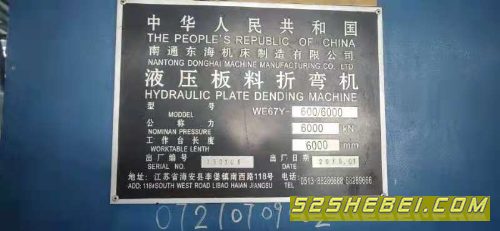 中华人民共和国
THE PEOPLE'S REPUBLIC OF CHINA
南通东海机床制造有限公司
NANTONG DONGHAI MACHINE MANUFACTURING CO. LTD
液压板料折弯机
HYDRAULIC PLATE DENDING MACHINE
型号 WE67Y-600/6000
MODDEL
公称力 6000 kN
NOMINAN PRESSURE
工作台长度 6000 mm
WORKTABLE LENTH
出厂编号 出厂日期
SERIAL NO. DATE
地址:江苏省海安县李堡镇南西路118号 TEL
ADD: 118#SOUTH WEST ROAD LIBAO HAIAN JIANGSU
52SHEBEI.COM